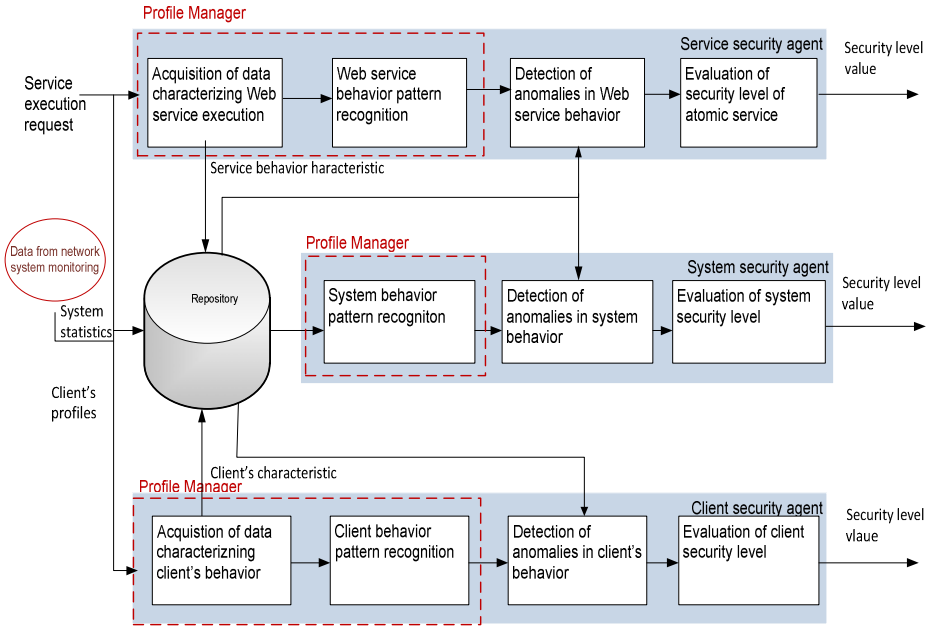 Profile Manager
Service security agent
Security level
value
Service
execution
request
Acquisition of data
characterizing Web
service execution
Web service
behavior pattern
recognition
Detection of
anomalies in Web
service behavior
Evaluation of
security level of
atomic service
Service behavior haracteristic
Data from network
system monitoring
Profile Manager
System security agent
Security level
value
Repository
System behavior
pattern recogniton
Detection of
anomalies in system
behavior
Evaluation of system
security level
System
statistics
Client's
profiles
Client's characteristic
Profile Manager
Client security agent
Security level
vlaue
Acquistion of data
characterizning
client's behavior
Client behavior
pattern recognition
Detection of
anomalies in client's
behavior
Evaluation of client
security level